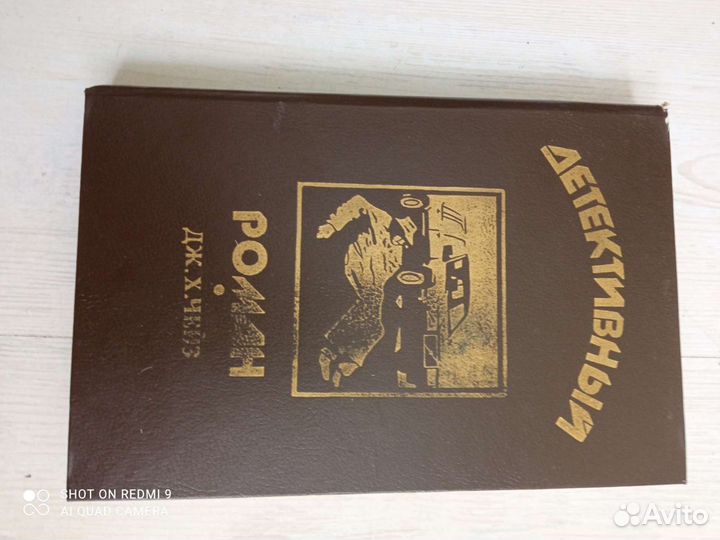 ДЕТЕКТИВНЫЙ
РОМАН
ДЖ. Х. ЧЕЙЗ
SHOT ON REDMI 9
AI QUAD CAMERA
Avito